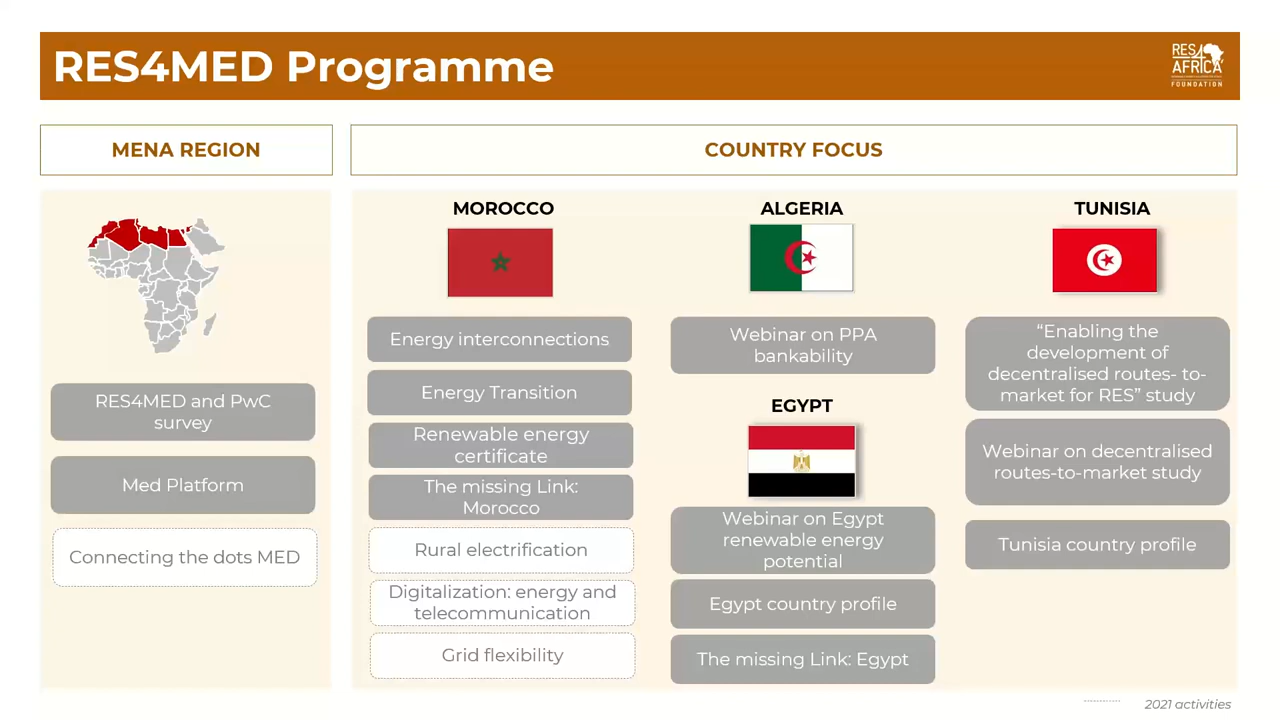 RES4MED Programme
RES4
AFRICA
FOUNDATION
MENA REGION
COUNTRY FOCUS
RES4MED and PwC
survey
Med Platform
Connecting the dots MED
MOROCCO
Energy interconnections
Energy Transition
Renewable energy
certificate
The missing Link:
Morocco
Rural electrification
Digitalization: energy and
telecommunication
Grid flexibility
ALGERIA
Webinar on PPA
bankability
EGYPT
Webinar on Egypt
renewable energy
potential
Egypt country profile
The missing Link: Egypt
TUNISIA
“Enabling the
development of
decentralised routes- to-
market for RES” study
Webinar on decentralised
routes-to-market study
Tunisia country profile
2021 activities